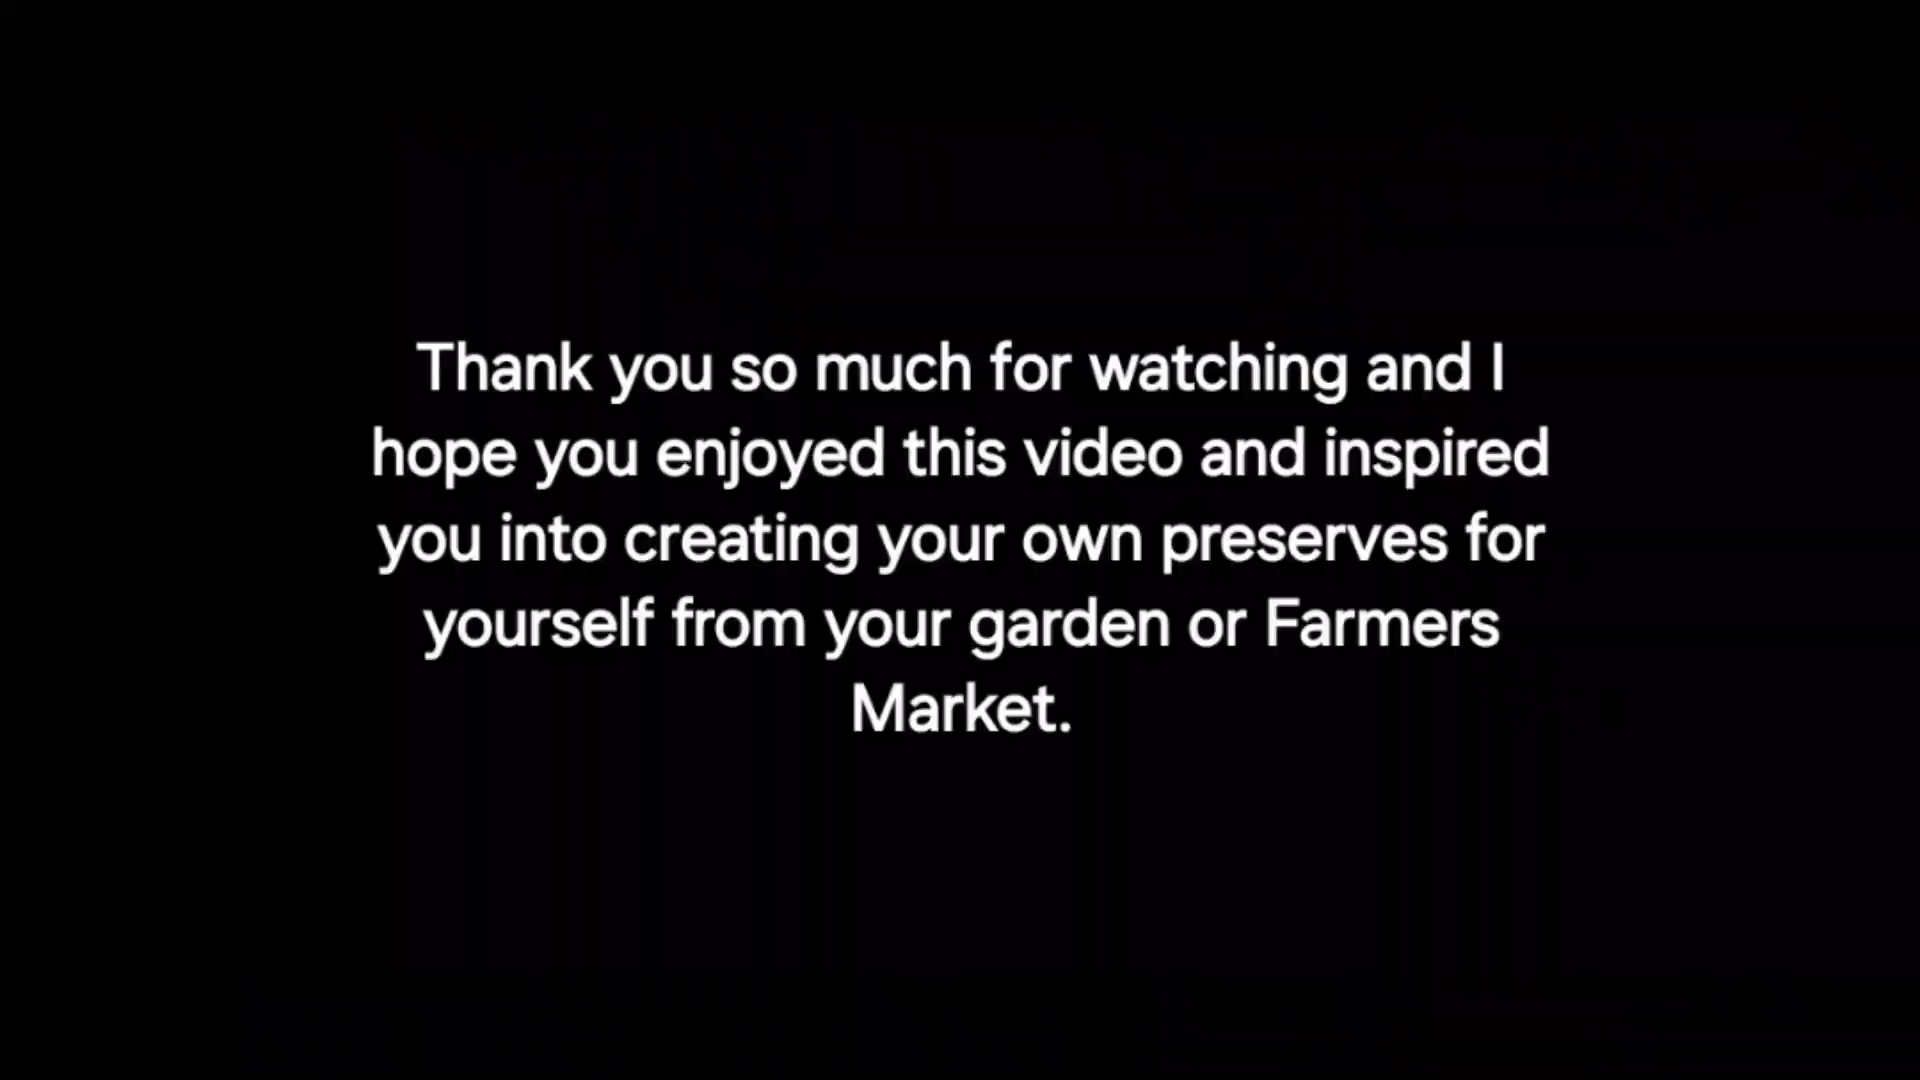 Thank you so much for watching and I
hope you enjoyed this video and inspired
you into creating your own preserves for
yourself from your garden or Farmers
Market.